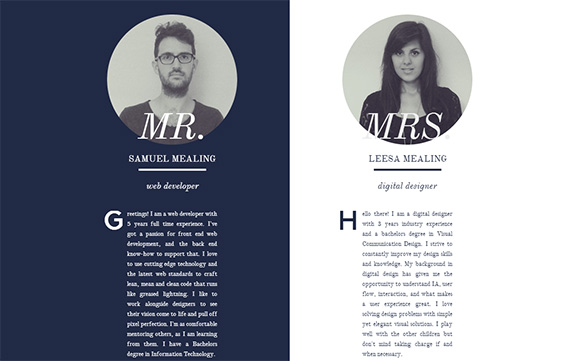 MR.
SAMUEL MEALING
web developer
Greetings! I am a web developer with
5 years full time experience. I've
got a passion for front end web
development, and the back end
know-how to support that. I love
to use cutting edge technology and
the latest web standards to craft
lean, mean and clean code that runs
like greased lightning. I like to
work alongside designers to see
their vision come to life and pull off
pixel perfection. I'm as comfortable
mentoring others, as I am learning
from them. I have a Bachelors
degree in Information Technology.
MRS.
LEESA MEALING
digital designer
Hello there! I am a digital designer
with 3 years industry experience
and a bachelors degree in Visual
Communication Design. I strive to
constantly improve my design skills
and knowledge. My background in
digital design has given me the
opportunity to understand I.A, user
flow, interaction, and what makes
a user experience great. I love
solving design problems with simple
yet elegant visual solutions. I play
well with the other children but
don't mind taking charge if and
when necessary.